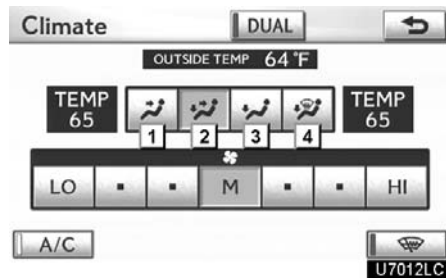 Climate
DUAL
OUTSIDE TEMP 64°F
TEMP 65
1 2 3 4
TEMP 65
LO M HI
A/C
U7012LC